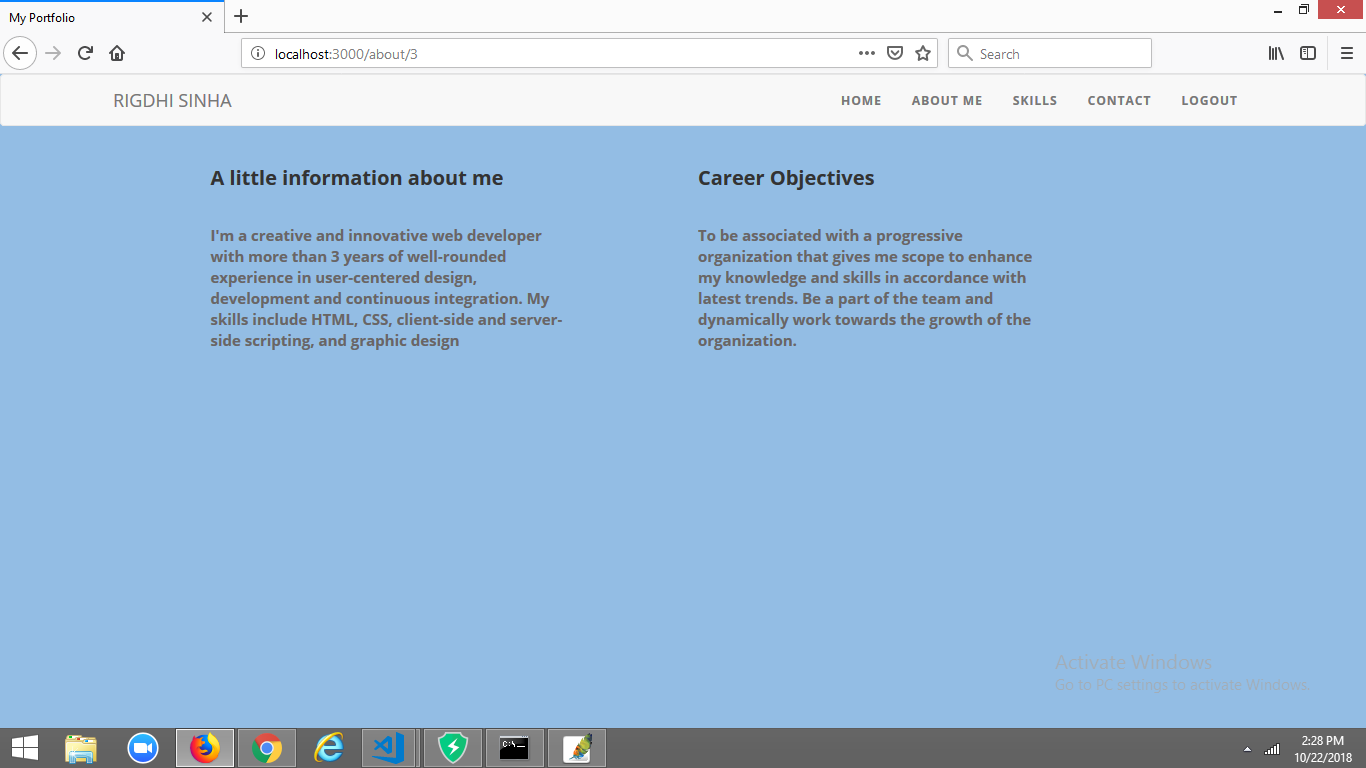 My Portfolio
localhost:3000/about/3
Search
RIGDHI SINHA
HOME ABOUT ME SKILLS CONTACT LOGOUT
A little information about me
I'm a creative and innovative web developer
with more than 3 years of well-rounded
experience in user-centered design,
development and continuous integration. My
skills include HTML, CSS, client-side and server-
side scripting, and graphic design
Career Objectives
To be associated with a progressive
organization that gives me scope to enhance
my knowledge and skills in accordance with
latest trends. Be a part of the team and
dynamically work towards the growth of the
organization.
Activate Windows
Go to PC settings to activate Windows.
2:28 PM
10/22/2018